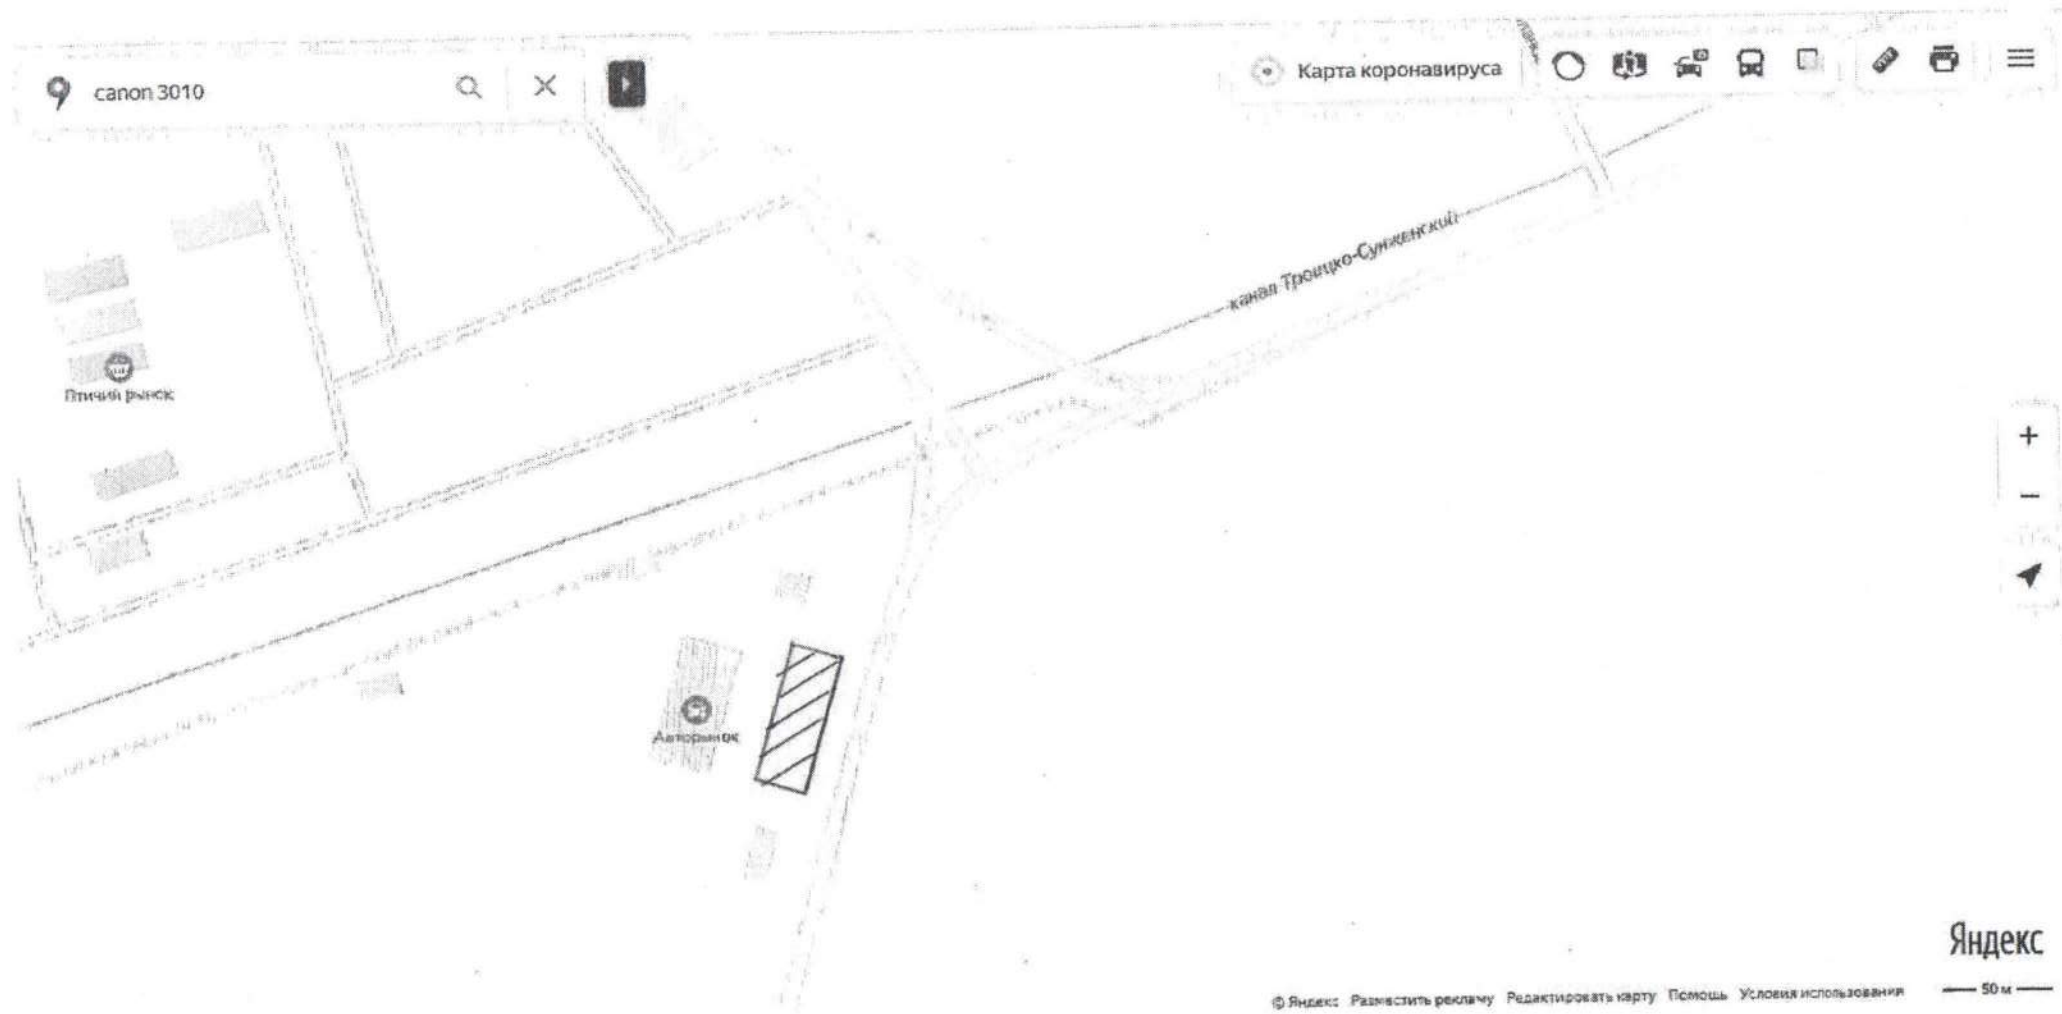 canon 3010
Карта коронавируса
канал Троицко-Сунженский
Птичий рынок
Авторынок
Яндекс
© Яндекс Разместить рекламу Редактировать карту Помощь Условия использования
50 м